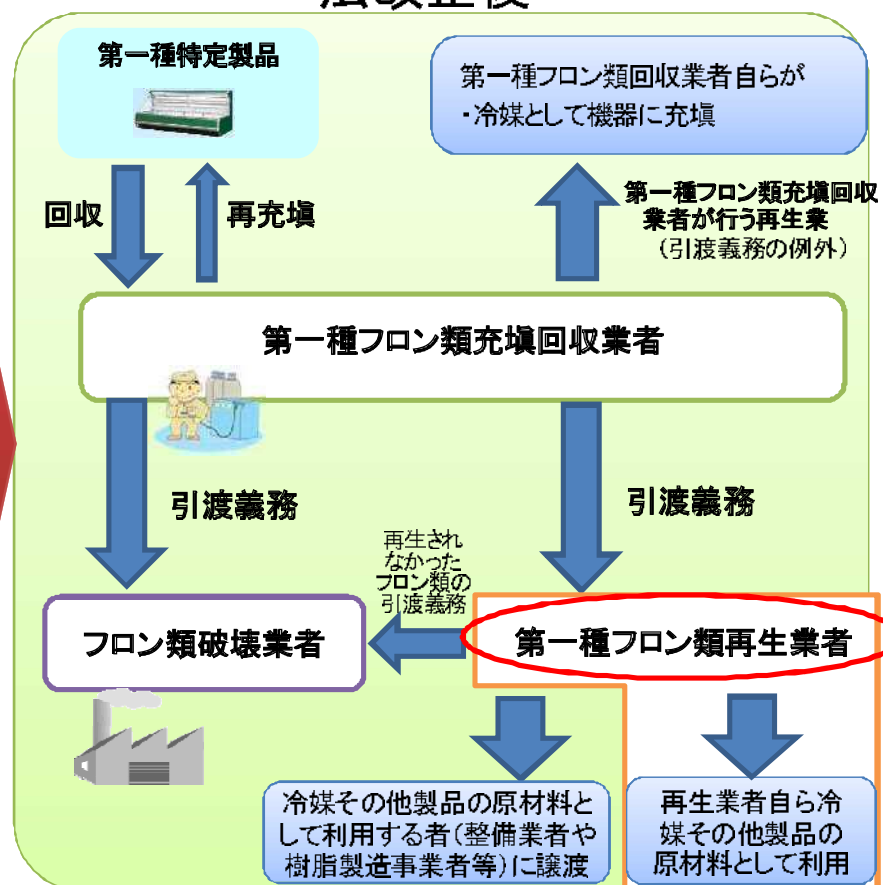 法改正後
第一種特定製品
第一種フロン類回収業者自らが
・冷媒として機器に充塡
回収
再充塡
第一種フロン類充塡回収
業者が行う再生業
（引渡義務の例外）
第一種フロン類充塡回収業者
引渡義務
引渡義務
再生され
なかった
フロン類の
引渡義務
フロン類破壊業者
第一種フロン類再生業者
冷媒その他製品の原材料と
して利用する者（整備業者や
樹脂製造事業者等）に譲渡
再生業者自ら冷
媒その他製品の
原材料として利用